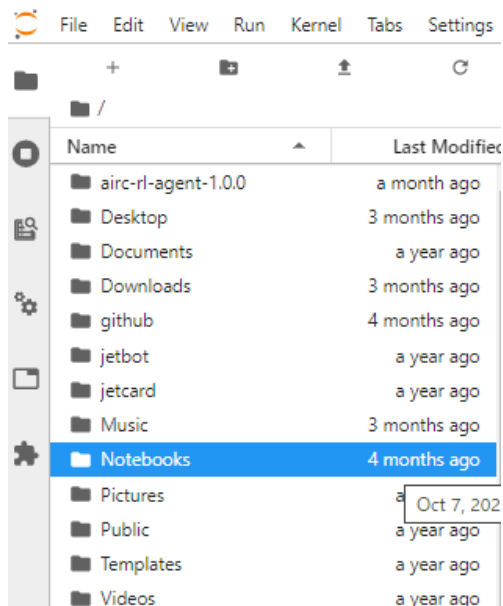 File Edit View Run Kernel Tabs Settings
/
Name Last Modified
airc-rl-agent-1.0.0 a month ago
Desktop 3 months ago
Documents a year ago
Downloads 3 months ago
github 4 months ago
jetbot a year ago
jetcard a year ago
Music 3 months ago
Notebooks 4 months ago
Pictures a
Oct 7, 202
Public a year ago
Templates a year ago
Videos a year ago